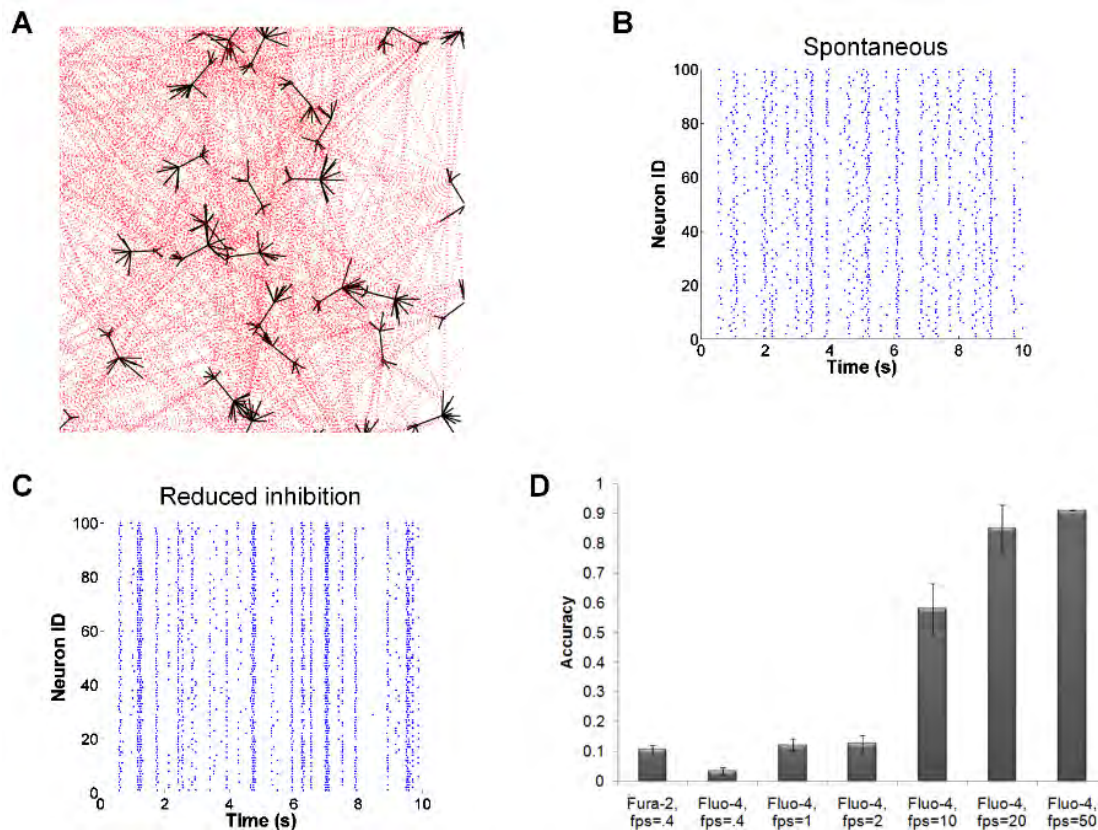 A
B
Spontaneous
Neuron ID
100
80
60
40
20
0
0 2 4 6 8 10
Time (s)
C
Reduced inhibition
Neuron ID
100
80
60
40
20
0
0 2 4 6 8 10
Time (s)
D
Accuracy
1
0.9
0.8
0.7
0.6
0.5
0.4
0.3
0.2
0.1
0
Fura-2, Fluo-4, Fluo-4, Fluo-4, Fluo-4, Fluo-4, Fluo-4,
fps=.4 fps=.4 fps=1 fps=2 fps=10 fps=20 fps=50